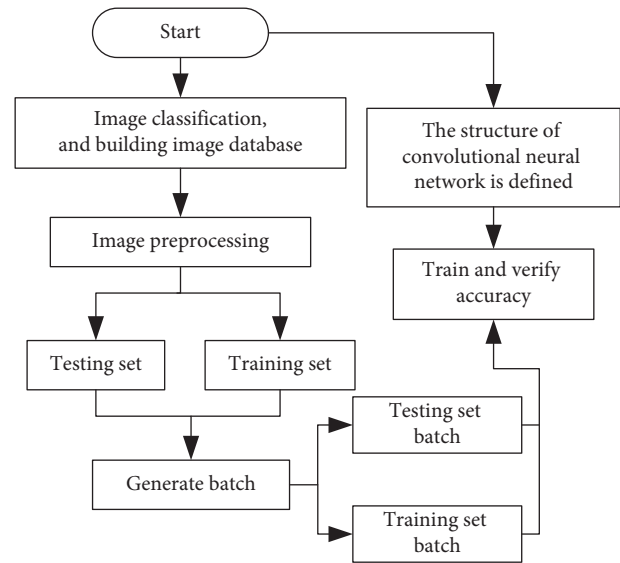 Start
Image classification,
and building image database
The structure of
convolutional neural
network is defined
Image preprocessing
Train and verify
accuracy
Testing set
Training set
Testing set
batch
Generate batch
Training set
batch